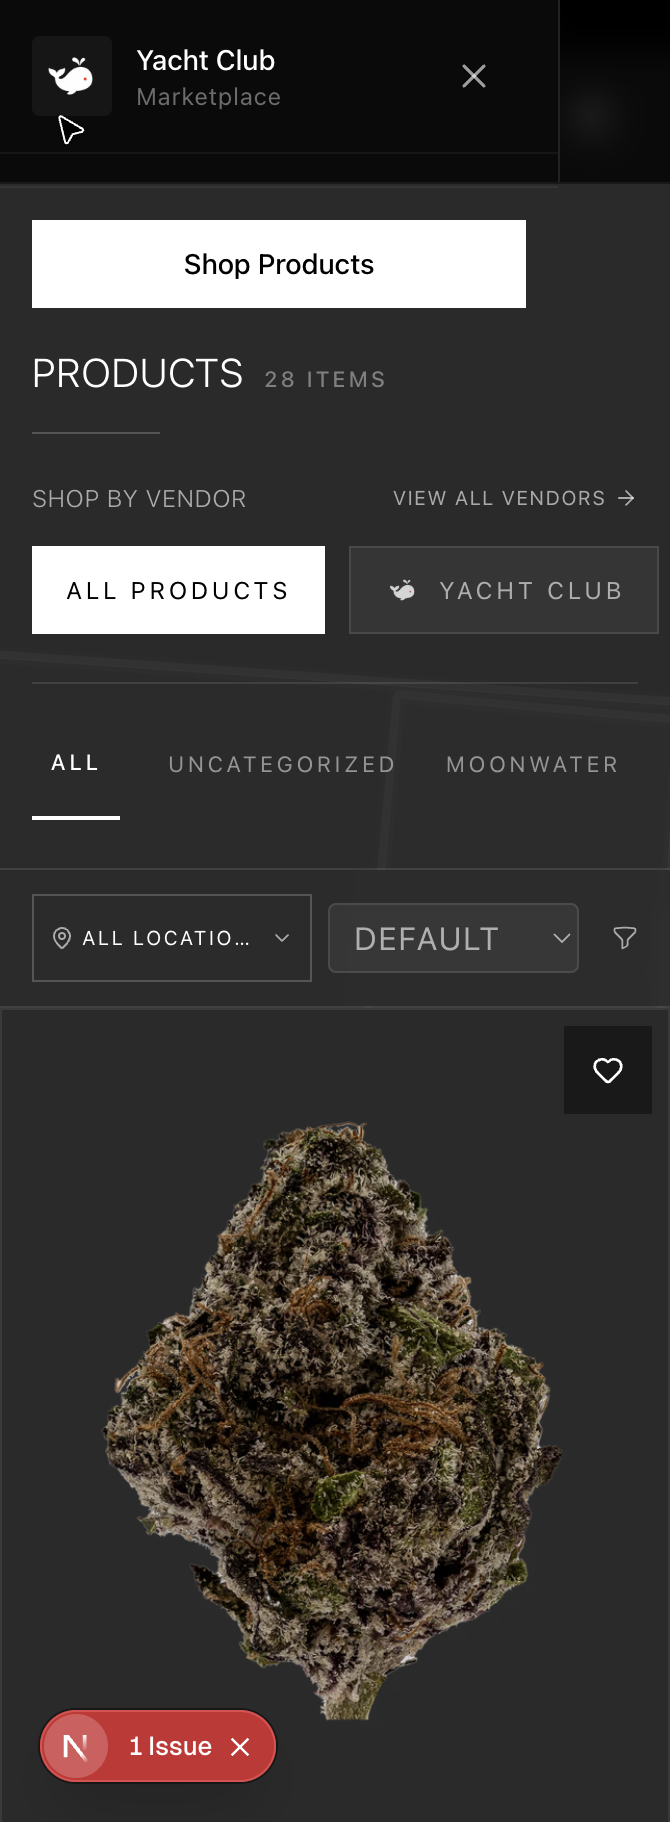 Yacht Club
Marketplace
Shop Products
PRODUCTS 28 ITEMS
SHOP BY VENDOR
VIEW ALL VENDORS →
ALL PRODUCTS
YACHT CLUB
ALL
UNCATEGORIZED
MOONWATER
ALL LOCATIO...
DEFAULT
N 1 Issue